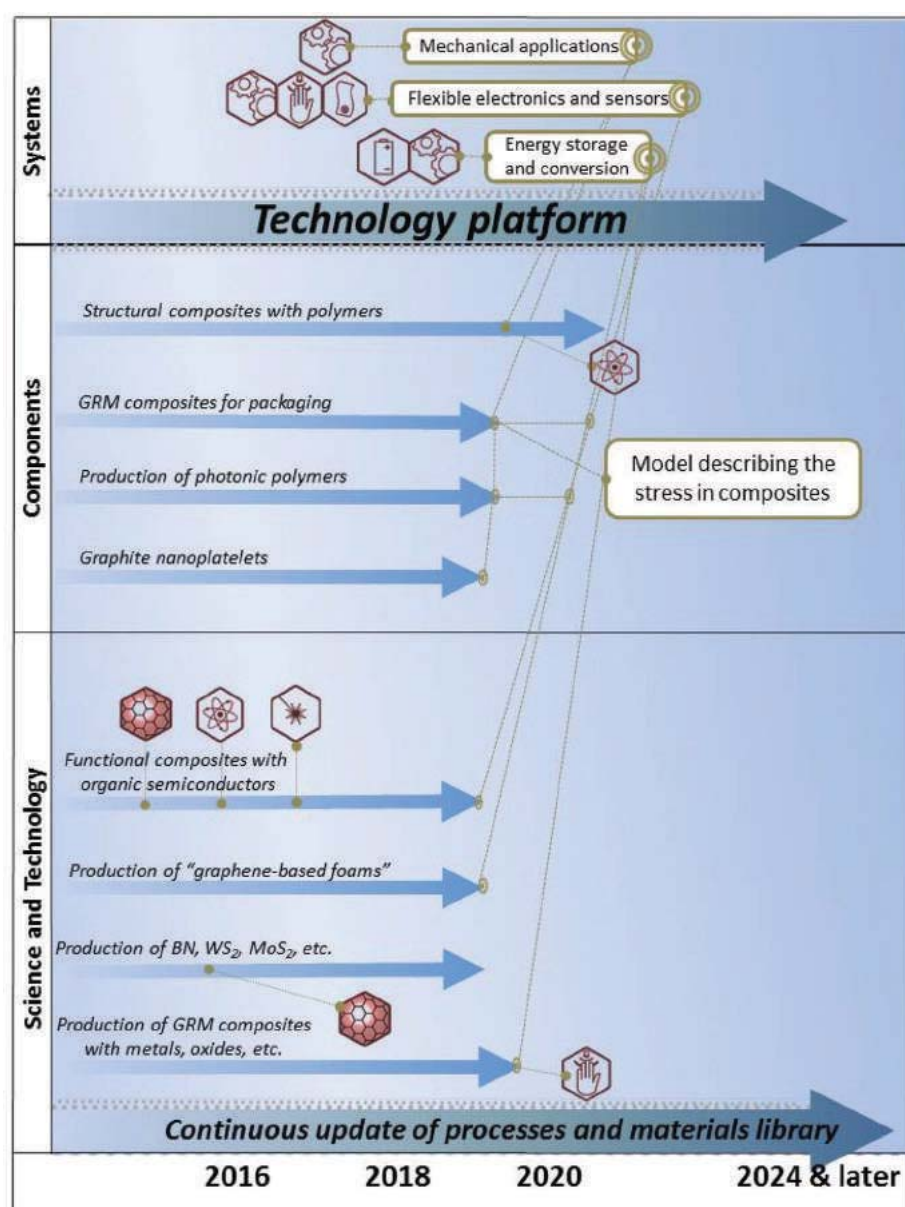 Systems
Mechanical applications
Flexible electronics and sensors
Energy storage
and conversion
Technology platform
Components
Structural composites with polymers
GRM composites for packaging
Production of photonic polymers
Graphite nanoplatelets
Model describing the
stress in composites
Science and Technology
Functional composites with
organic semiconductors
Production of “graphene-based foams”
Production of BN, WS₂, MoS₂, etc.
Production of GRM composites
with metals, oxides, etc.
Continuous update of processes and materials library
2016 2018 2020 2024 & later